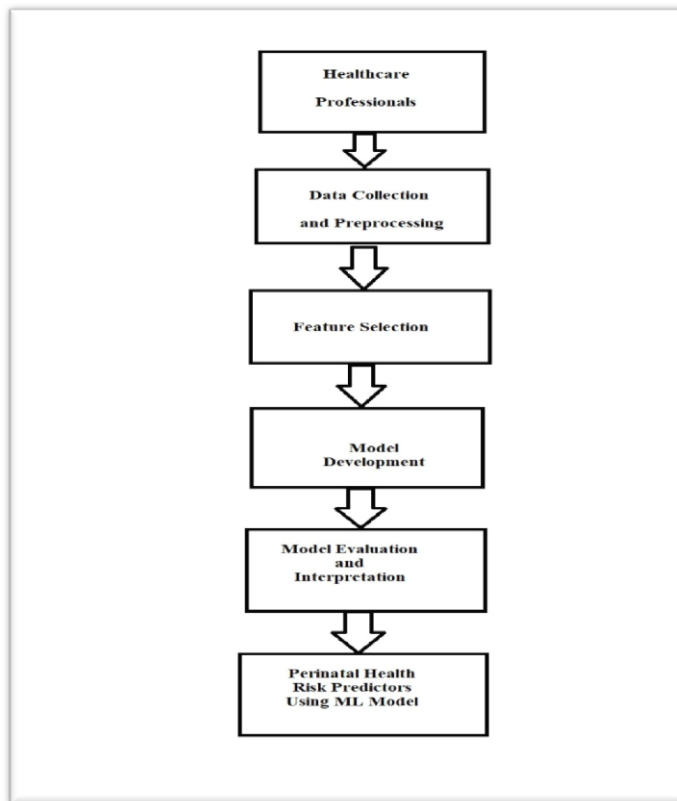 Healthcare
Professionals
Data Collection
and Preprocessing
Feature Selection
Model
Development
Model Evaluation
and
Interpretation
Perinatal Health
Risk Predictors
Using ML Model